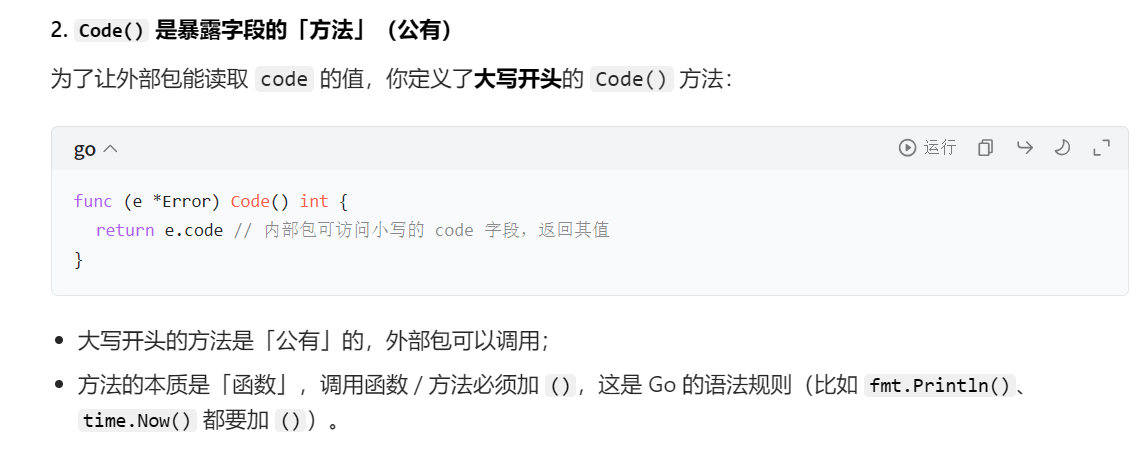 2. Code() 是暴露字段的「方法」（公有）
为了让外部包能读取 code 的值，你定义了大写开头的 Code() 方法：
go
运行
func (e *Error) Code() int {
  return e.code // 内部包可访问小写的 code 字段，返回其值
}
大写开头的方法是「公有」的，外部包可以调用；
方法的本质是「函数」，调用函数 / 方法必须加 ()，这是 Go 的语法规则（比如 fmt.Println()、
time.Now() 都要加 ()）。